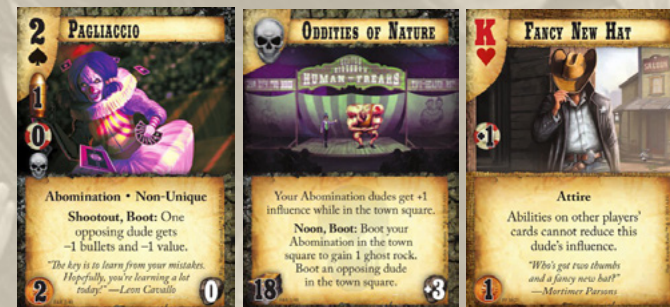 2
PAGLIACCIO
1
0
Abomination • Non-Unique
Shootout, Boot: One
opposing dude gets
–1 bullets and –1 value.
"The key is to learn from your mistakes.
Hopefully, you're learning a lot
today!" —Leon Cavallo
2
0
ODDITIES OF NATURE
HUMAN FREAKS
Your Abomination dudes get +1
influence while in the town square.
Noon, Boot: Boot your
Abomination in the town
square to gain 1 ghost rock.
Boot an opposing dude
in the town square.
18
+3
K
FANCY NEW HAT
SALOON
+1
Attire
Abilities on other players'
cards cannot reduce this
dude's influence.
"Who's got two thumbs
and a fancy new hat?"
—Mortimer Parsons
1